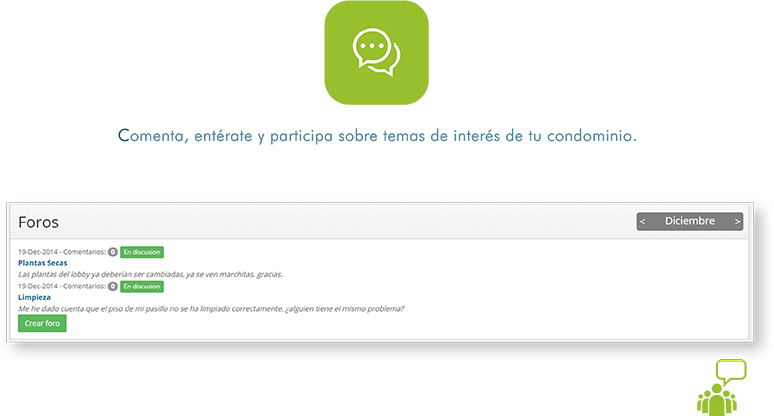 Comenta, entérate y participa sobre temas de interés de tu condominio.
Foros
< Diciembre >
19-Dec-2014 - Comentarios: 0 En discusion
Plantas Secas
Las plantas del lobby ya deberían ser cambiadas, ya se ven marchitas, gracias.
19-Dec-2014 - Comentarios: 0 En discusion
Limpieza
Me he dado cuenta que el piso de mi pasillo no se ha limpiado correctamente, ¿alguien tiene el mismo problema?
Crear foro